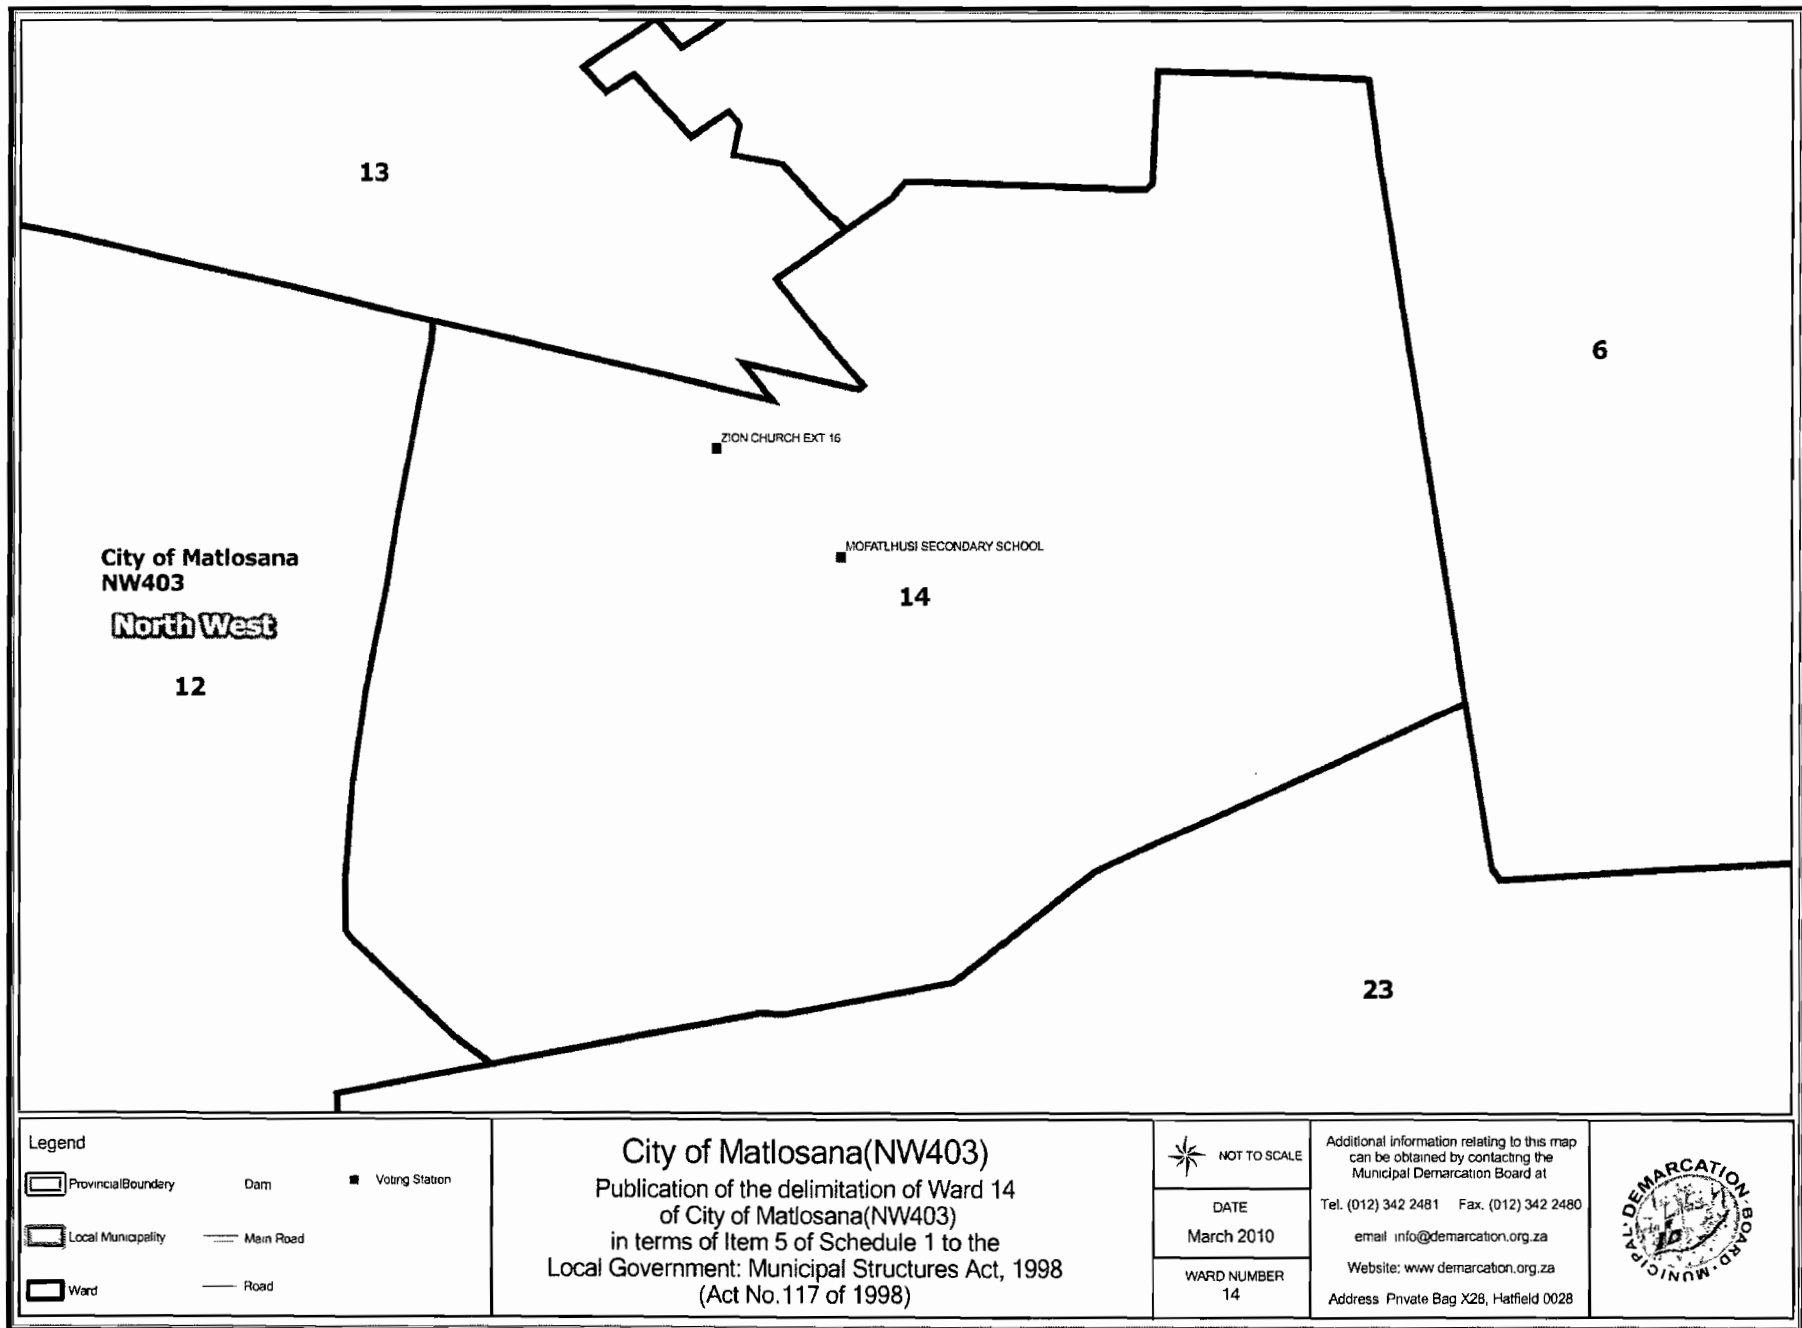 13
6
ZION CHURCH EXT 16
MOFATLHUSI SECONDARY SCHOOL
14
City of Matlosana
NW403
North West
12
23
Legend
ProvincialBoundary
Dam
Voting Station
Local Municipality
Main Road
Ward
Road
City of Matlosana(NW403)
Publication of the delimitation of Ward 14
of City of Matlosana(NW403)
in terms of Item 5 of Schedule 1 to the
Local Government: Municipal Structures Act, 1998
(Act No.117 of 1998)
NOT TO SCALE
DATE
March 2010
WARD NUMBER
14
Additional information relating to this map
can be obtained by contacting the
Municipal Demarcation Board at
Tel. (012) 342 2481 Fax. (012) 342 2480
email info@demarcation.org.za
Website: www demarcation.org.za
Address Private Bag X28, Hatfield 0028
MUNICIPAL DEMARCATION BOARD